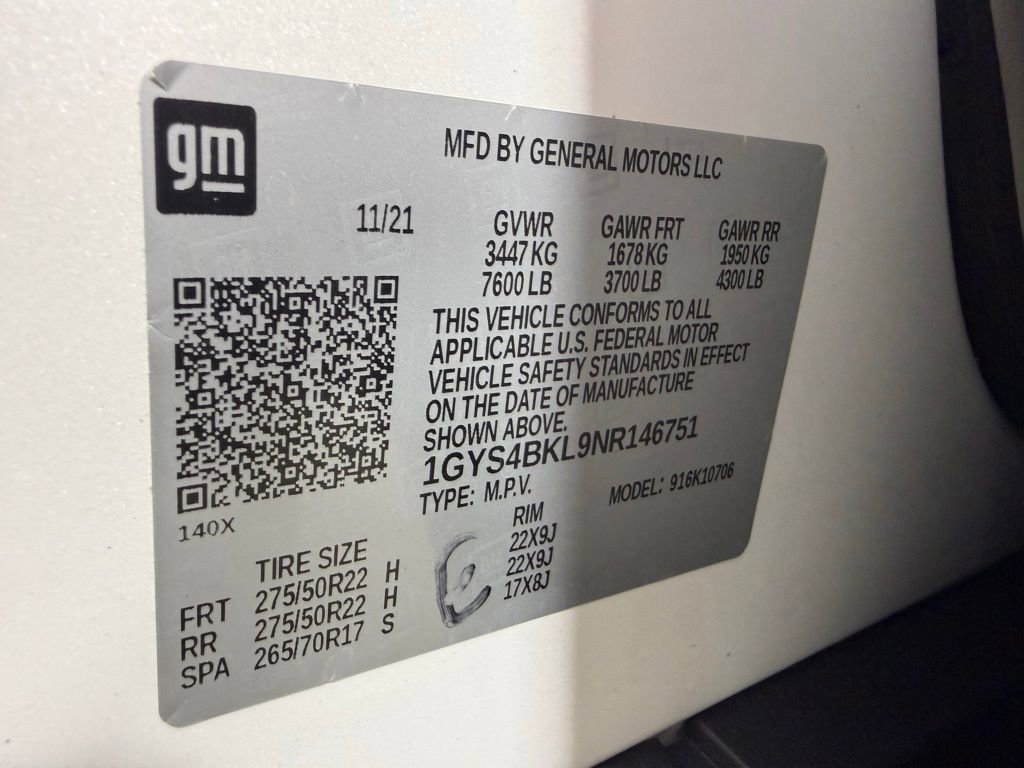 gm
MFD BY GENERAL MOTORS LLC
11/21
GVWR GAWR FRT GAWR RR
3447 KG 1678 KG 1950 KG
7600 LB 3700 LB 4300 LB
THIS VEHICLE CONFORMS TO ALL
APPLICABLE U.S. FEDERAL MOTOR
VEHICLE SAFETY STANDARDS IN EFFECT
ON THE DATE OF MANUFACTURE
SHOWN ABOVE.
1GYS4BKL9NR146751
TYPE: M.P.V. MODEL: 916K10706
140X
TIRE SIZE RIM
FRT 275/50R22 H 22X9J
RR 275/50R22 H 22X9J
SPA 265/70R17 S 17X8J